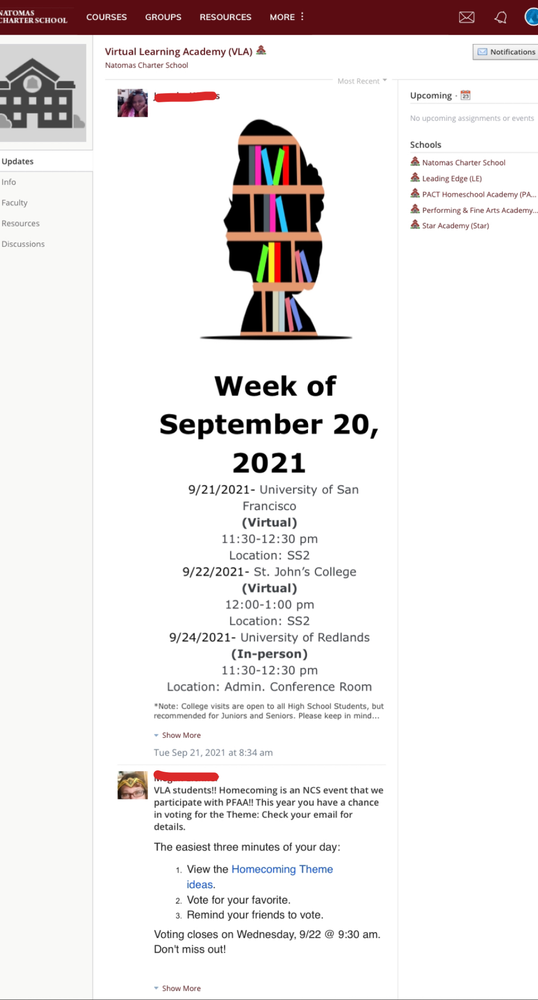 NATOMAS
CHARTER SCHOOL
COURSES
GROUPS
RESOURCES
MORE
Virtual Learning Academy (VLA)
Natomas Charter School
Notifications
Most Recent
Updates
Info
Faculty
Resources
Discussions
Week of
September 20,
2021
9/21/2021- University of San
Francisco
(Virtual)
11:30-12:30 pm
Location: SS2
9/22/2021- St. John’s College
(Virtual)
12:00-1:00 pm
Location: SS2
9/24/2021- University of Redlands
(In-person)
11:30-12:30 pm
Location: Admin. Conference Room
*Note: College visits are open to all High School Students, but
recommended for Juniors and Seniors. Please keep in mind...
Show More
Tue Sep 21, 2021 at 8:34 am
VLA students!! Homecoming is an NCS event that we
participate with PFAA!! This year you have a chance
in voting for the Theme: Check your email for
details.
The easiest three minutes of your day:
1. View the Homecoming Theme
ideas.
2. Vote for your favorite.
3. Remind your friends to vote.
Voting closes on Wednesday, 9/22 @ 9:30 am.
Don't miss out!
Show More
Upcoming · 23
No upcoming assignments or events
Schools
Natomas Charter School
Leading Edge (LE)
PACT Homeschool Academy (PA...
Performing & Fine Arts Academy...
Star Academy (Star)